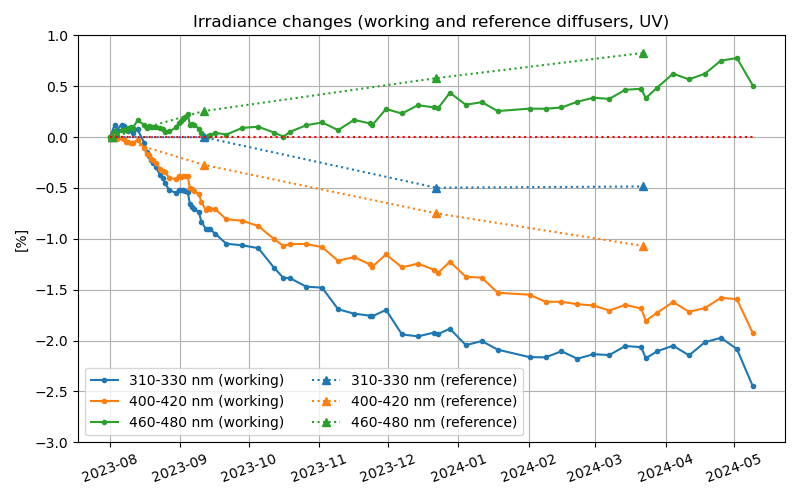 Irradiance changes (working and reference diffusers, UV)
1.0
0.5
0.0
−0.5
−1.0
−1.5
−2.0
−2.5
−3.0
[%]
310-330 nm (working)
400-420 nm (working)
460-480 nm (working)
310-330 nm (reference)
400-420 nm (reference)
460-480 nm (reference)
2023-08 2023-09 2023-10 2023-11 2023-12 2024-01 2024-02 2024-03 2024-04 2024-05